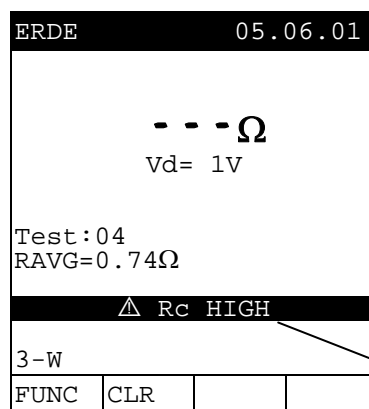 ERDE 05.06.01
- - -Ω
Vd= 1V
Test:04
RAVG=0.74Ω
⚠ Rc HIGH
3-W
FUNC CLR